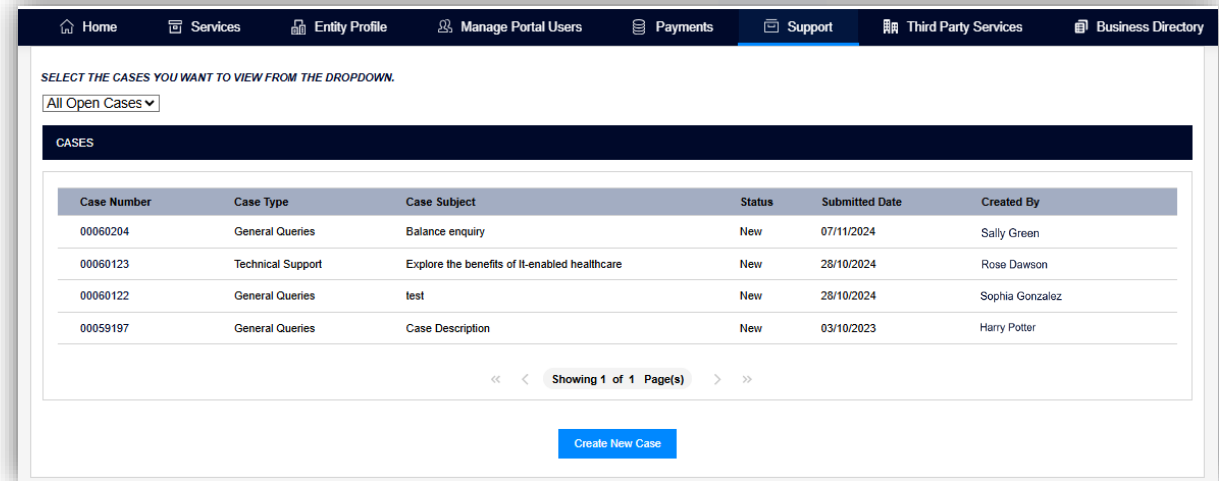 Home Services Entity Profile Manage Portal Users Payments Support Third Party Services Business Directory
SELECT THE CASES YOU WANT TO VIEW FROM THE DROPDOWN.
All Open Cases
CASES
Case Number Case Type Case Subject Status Submitted Date Created By
00060204 General Queries Balance enquiry New 07/11/2024 Sally Green
00060123 Technical Support Explore the benefits of It-enabled healthcare New 28/10/2024 Rose Dawson
00060122 General Queries test New 28/10/2024 Sophia Gonzalez
00059197 General Queries Case Description New 03/10/2023 Harry Potter
<< < Showing 1 of 1 Page(s) > >>
Create New Case